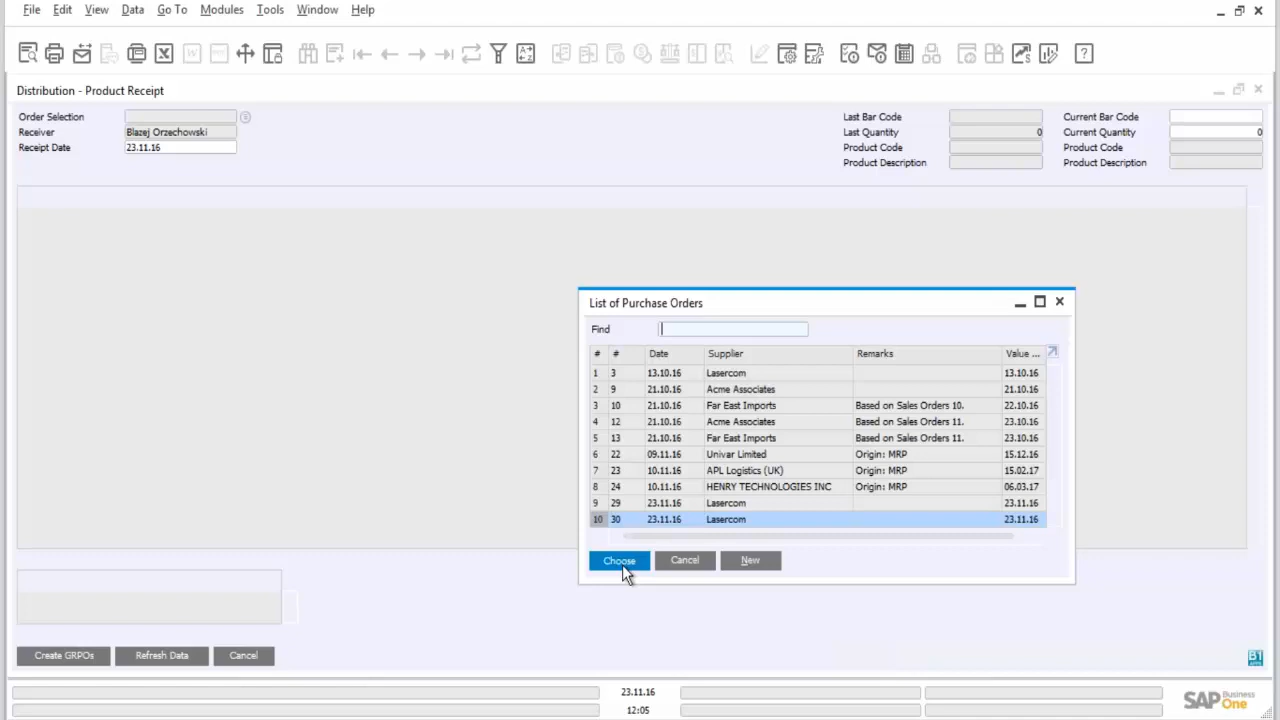 File Edit View Data Go To Modules Tools Window Help
Distribution - Product Receipt
Order Selection
Receiver Blazej Orzechowski
Receipt Date 23.11.16
Last Bar Code
Last Quantity 0
Product Code
Product Description
Current Bar Code
Current Quantity 0
Product Code
Product Description
List of Purchase Orders
Find
# # Date Supplier Remarks Value ...
1 3 13.10.16 Lasercom 13.10.16
2 9 21.10.16 Acme Associates 21.10.16
3 10 21.10.16 Far East Imports Based on Sales Orders 10. 22.10.16
4 12 21.10.16 Acme Associates Based on Sales Orders 11. 23.10.16
5 13 21.10.16 Far East Imports Based on Sales Orders 11. 23.10.16
6 22 09.11.16 Univar Limited Origin: MRP 15.12.16
7 23 10.11.16 APL Logistics (UK) Origin: MRP 15.02.17
8 24 10.11.16 HENRY TECHNOLOGIES INC Origin: MRP 06.03.17
9 29 23.11.16 Lasercom 23.11.16
10 30 23.11.16 Lasercom 23.11.16
Choose Cancel New
Create GRPOs Refresh Data Cancel
23.11.16
12:05
SAP Business One